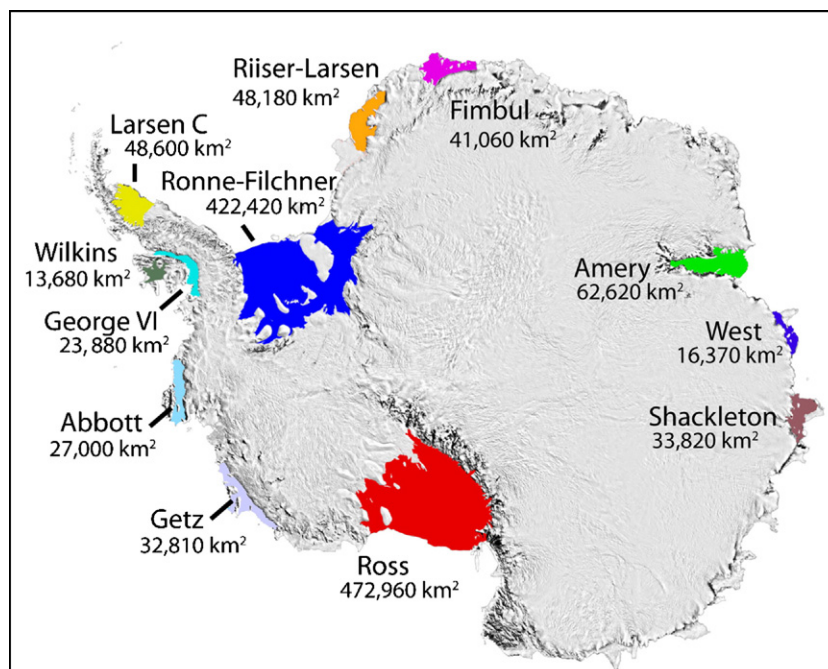 Riiser-Larsen
48,180 km²
Fimbul
41,060 km²
Larsen C
48,600 km²
Ronne-Filchner
422,420 km²
Wilkins
13,680 km²
Amery
62,620 km²
George VI
23,880 km²
West
16,370 km²
Abbott
27,000 km²
Shackleton
33,820 km²
Getz
32,810 km²
Ross
472,960 km²